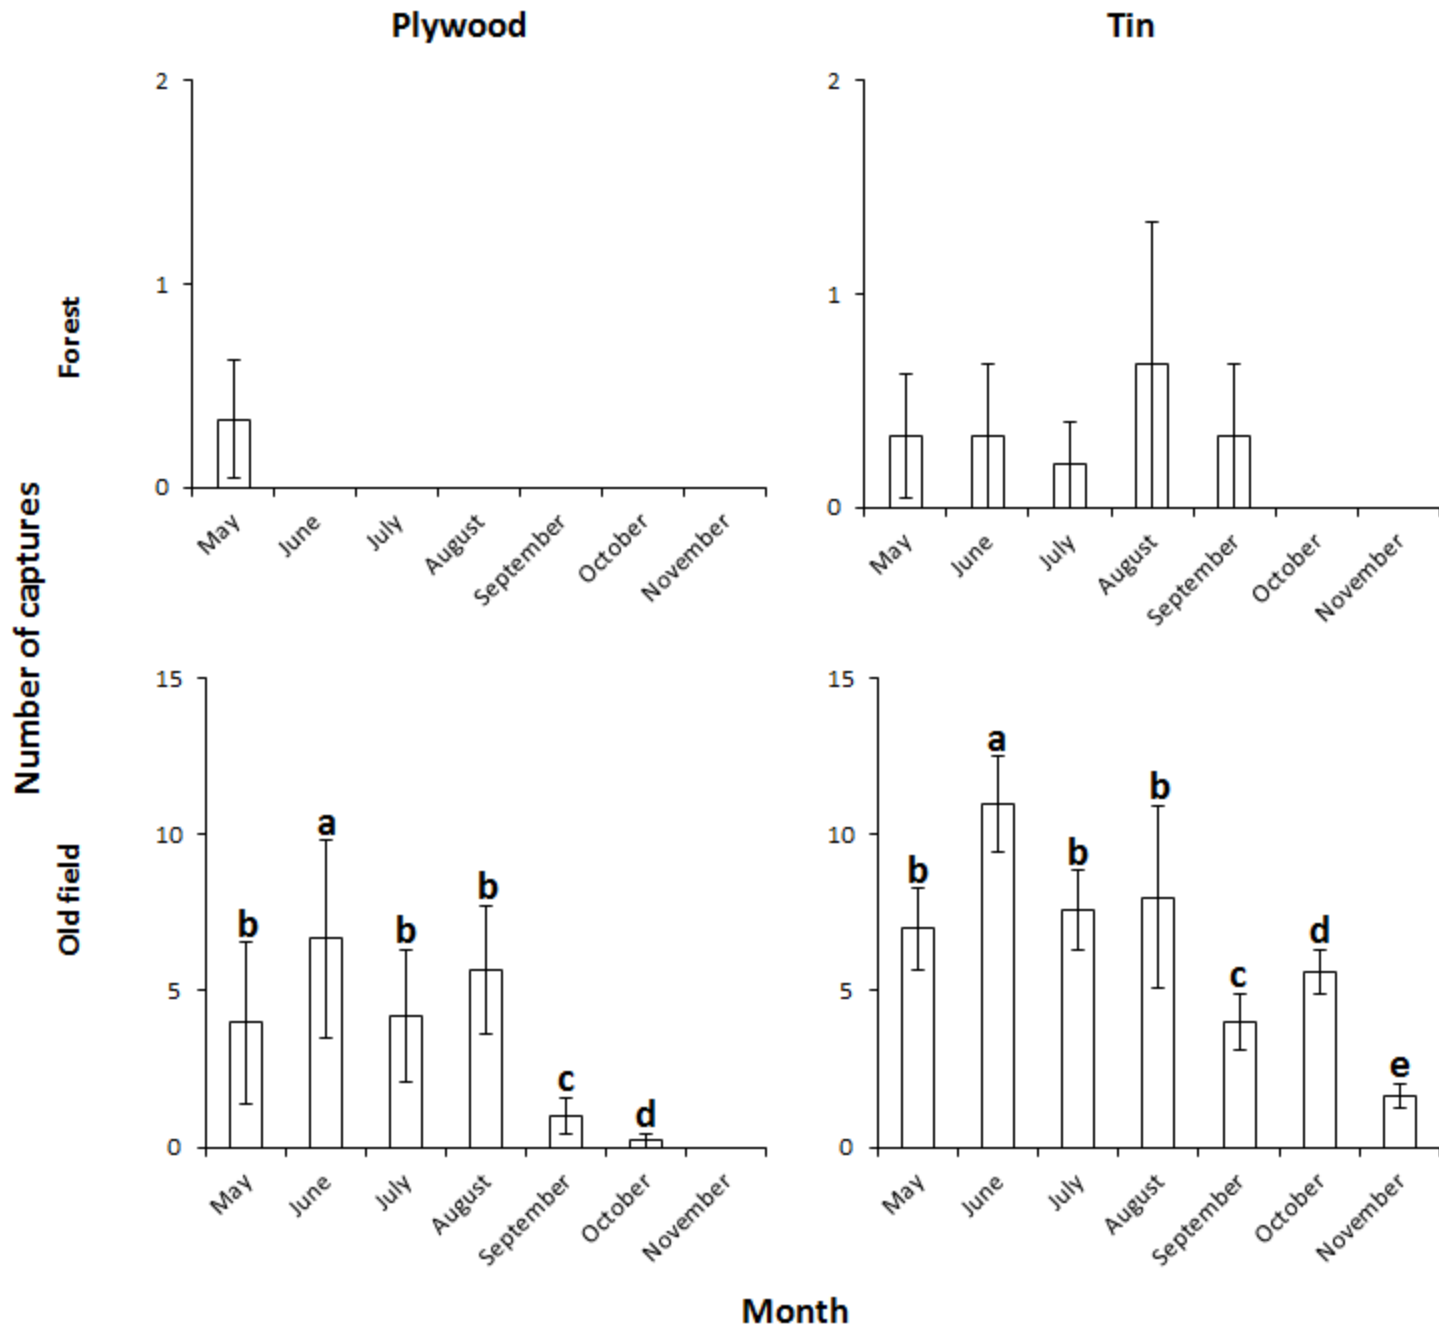 Plywood
Tin
Number of captures
Forest
2
1
0
May
June
July
August
September
October
November
2
1
0
May
June
July
August
September
October
November
Old field
15
10
5
0
b
a
b
b
c
d
May
June
July
August
September
October
November
15
10
5
0
b
a
b
b
c
d
e
May
June
July
August
September
October
November
Month